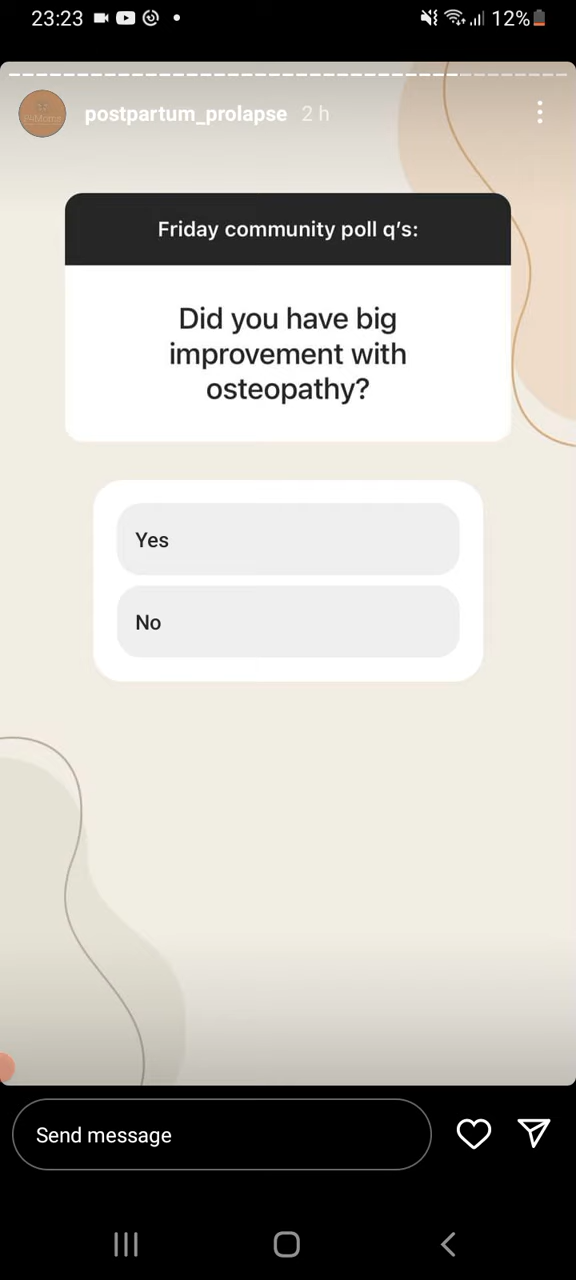 23:23 12%
postpartum_prolapse 2 h
Friday community poll q's:
Did you have big
improvement with
osteopathy?
Yes
No
Send message